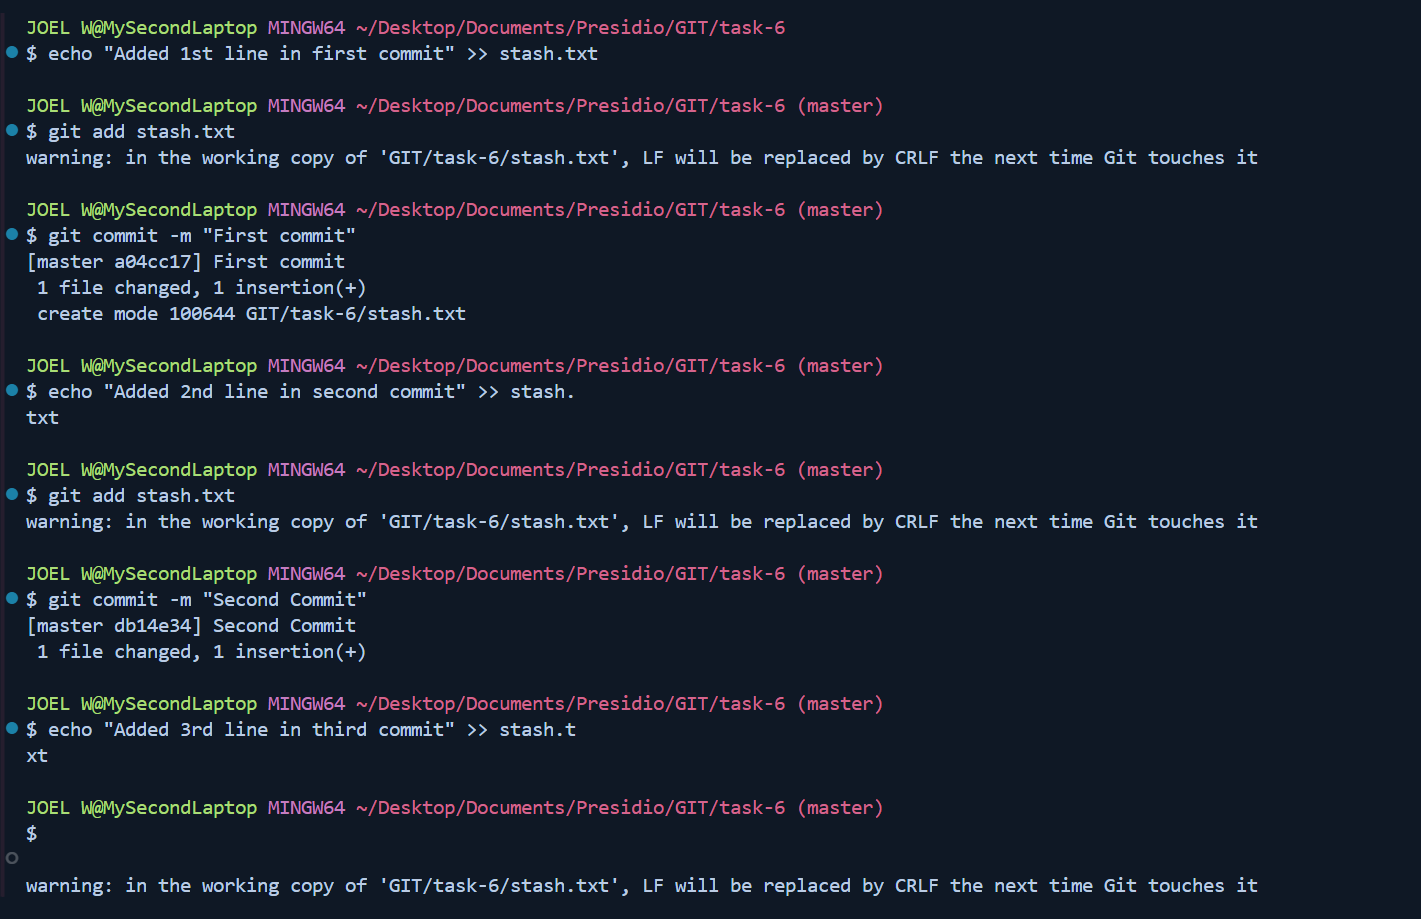 JOEL W@MySecondLaptop MINGW64 ~/Desktop/Documents/Presidio/GIT/task-6
$ echo "Added 1st line in first commit" >> stash.txt
JOEL W@MySecondLaptop MINGW64 ~/Desktop/Documents/Presidio/GIT/task-6 (master)
$ git add stash.txt
warning: in the working copy of 'GIT/task-6/stash.txt', LF will be replaced by CRLF the next time Git touches it
JOEL W@MySecondLaptop MINGW64 ~/Desktop/Documents/Presidio/GIT/task-6 (master)
$ git commit -m "First commit"
[master a04cc17] First commit
 1 file changed, 1 insertion(+)
 create mode 100644 GIT/task-6/stash.txt
JOEL W@MySecondLaptop MINGW64 ~/Desktop/Documents/Presidio/GIT/task-6 (master)
$ echo "Added 2nd line in second commit" >> stash.
txt
JOEL W@MySecondLaptop MINGW64 ~/Desktop/Documents/Presidio/GIT/task-6 (master)
$ git add stash.txt
warning: in the working copy of 'GIT/task-6/stash.txt', LF will be replaced by CRLF the next time Git touches it
JOEL W@MySecondLaptop MINGW64 ~/Desktop/Documents/Presidio/GIT/task-6 (master)
$ git commit -m "Second Commit"
[master db14e34] Second Commit
 1 file changed, 1 insertion(+)
JOEL W@MySecondLaptop MINGW64 ~/Desktop/Documents/Presidio/GIT/task-6 (master)
$ echo "Added 3rd line in third commit" >> stash.t
xt
JOEL W@MySecondLaptop MINGW64 ~/Desktop/Documents/Presidio/GIT/task-6 (master)
$
warning: in the working copy of 'GIT/task-6/stash.txt', LF will be replaced by CRLF the next time Git touches it